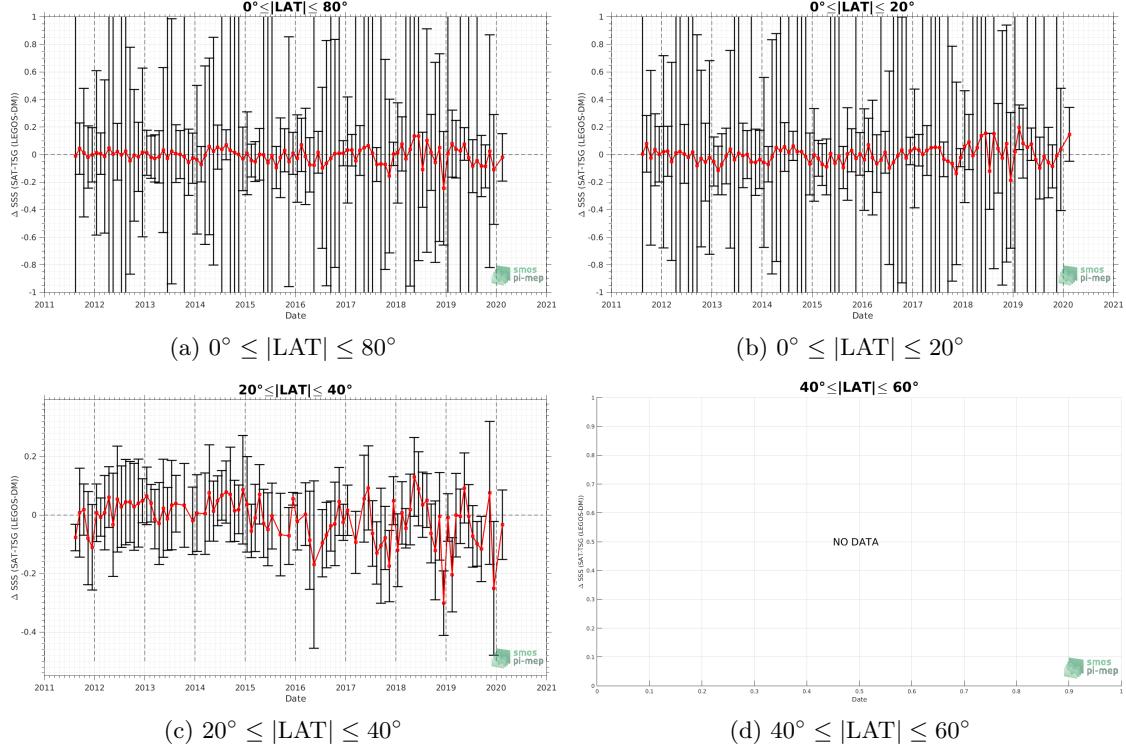 0°≤|LAT|≤ 80°
Δ SSS (SAT-TSG (LEGOS-DM))
1
0.8
0.6
0.4
0.2
0
-0.2
-0.4
-0.6
-0.8
-1
2011 2012 2013 2014 2015 2016 2017 2018 2019 2020 2021
Date
smos
pi-mep
(a) 0° ≤ |LAT| ≤ 80°
0°≤|LAT|≤ 20°
Δ SSS (SAT-TSG (LEGOS-DM))
1
0.8
0.6
0.4
0.2
0
-0.2
-0.4
-0.6
-0.8
-1
2011 2012 2013 2014 2015 2016 2017 2018 2019 2020 2021
Date
smos
pi-mep
(b) 0° ≤ |LAT| ≤ 20°
20°≤|LAT|≤ 40°
Δ SSS (SAT-TSG (LEGOS-DM))
0.2
0
-0.2
-0.4
2011 2012 2013 2014 2015 2016 2017 2018 2019 2020 2021
Date
smos
pi-mep
(c) 20° ≤ |LAT| ≤ 40°
40°≤|LAT|≤ 60°
Δ SSS (SAT-TSG (LEGOS-DM))
1
0.9
0.8
0.7
0.6
0.5
0.4
0.3
0.2
0.1
0
NO DATA
0 0.1 0.2 0.3 0.4 0.5 0.6 0.7 0.8 0.9 1
Date
smos
pi-mep
(d) 40° ≤ |LAT| ≤ 60°